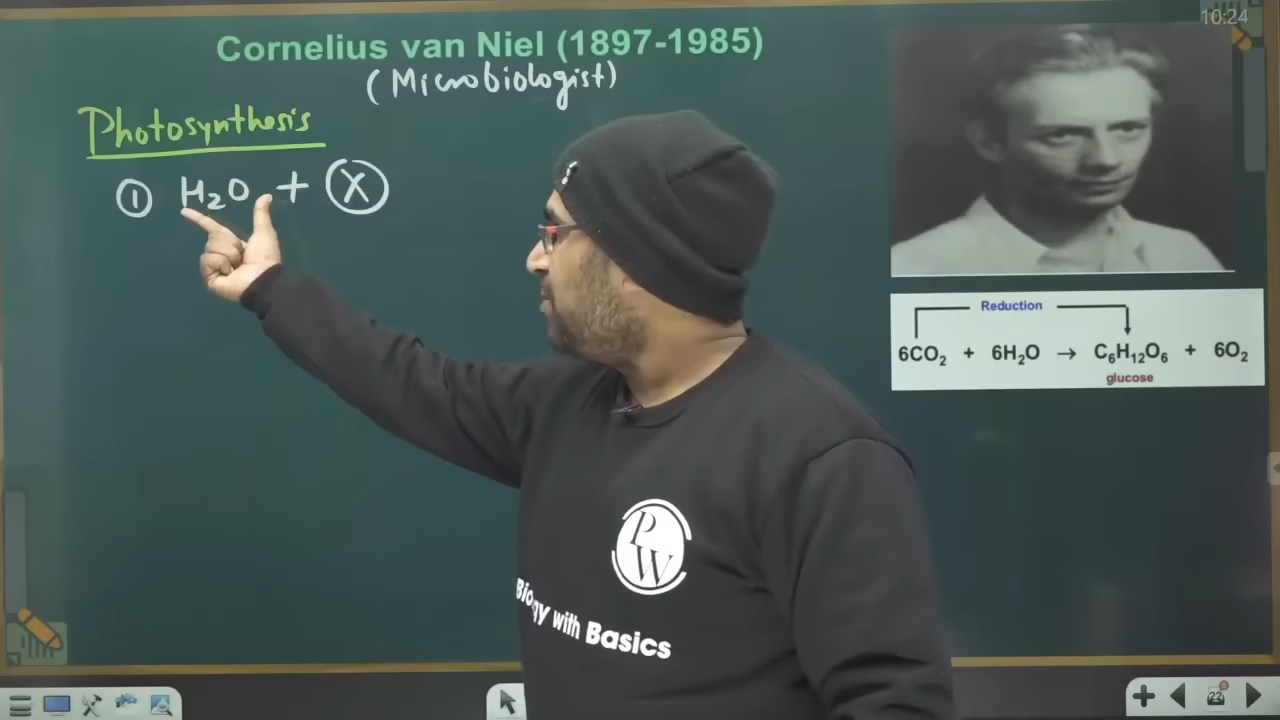 10:24
Cornelius van Niel (1897-1985)
(Microbiologist)
Photosynthesis
① H₂O + Ⓧ
Reduction
6CO₂ + 6H₂O → C₆H₁₂O₆ + 6O₂
glucose
PW
Biology with Basics
22